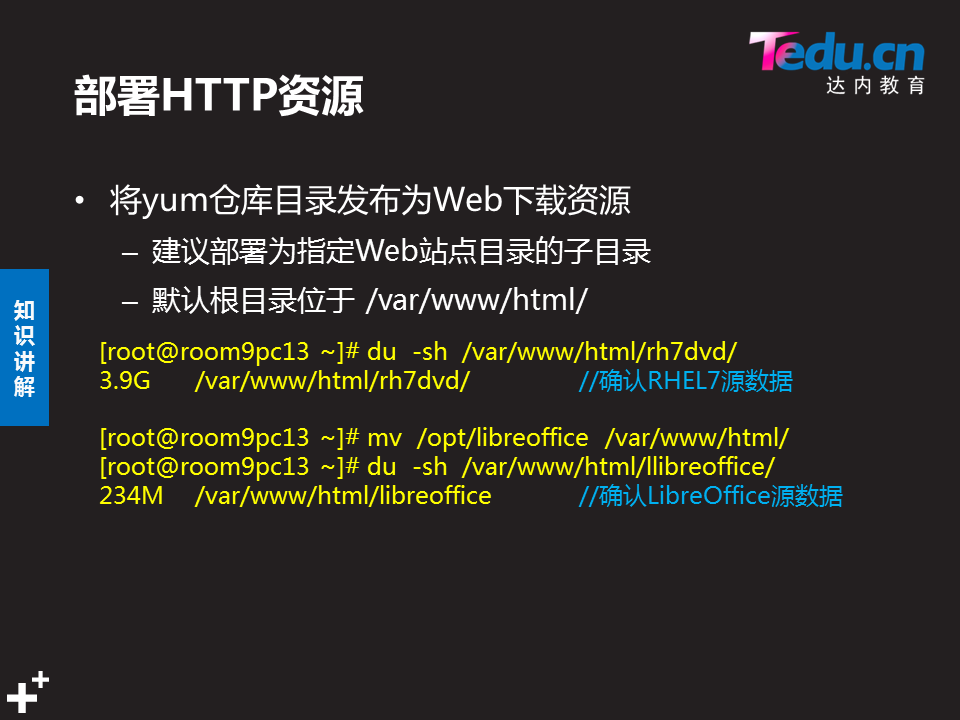 Tedu.cn
达内教育
部署HTTP资源
• 将yum仓库目录发布为Web下载资源
– 建议部署为指定Web站点目录的子目录
– 默认根目录位于 /var/www/html/
知识讲解
[root@room9pc13 ~]# du -sh /var/www/html/rh7dvd/
3.9G /var/www/html/rh7dvd/ //确认RHEL7源数据
[root@room9pc13 ~]# mv /opt/libreoffice /var/www/html/
[root@room9pc13 ~]# du -sh /var/www/html/llibreoffice/
234M /var/www/html/libreoffice //确认LibreOffice源数据